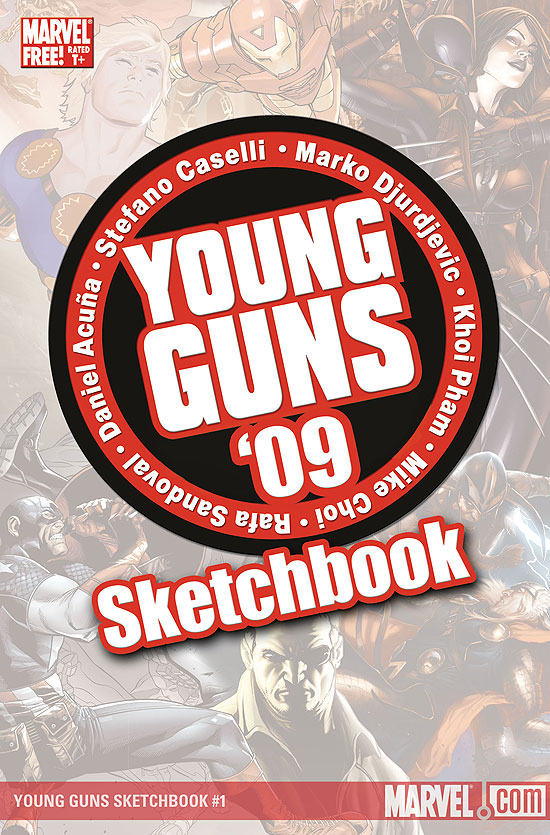 MARVEL
FREE!
RATED
T+
Stefano Caselli • Marko Djurdjevic • Khoi Pham • Mike Choi • Rafa Sandoval • Daniel Acuña •
YOUNG
GUNS
‘09
Sketchbook
YOUNG GUNS SKETCHBOOK #1
MARVEL.com